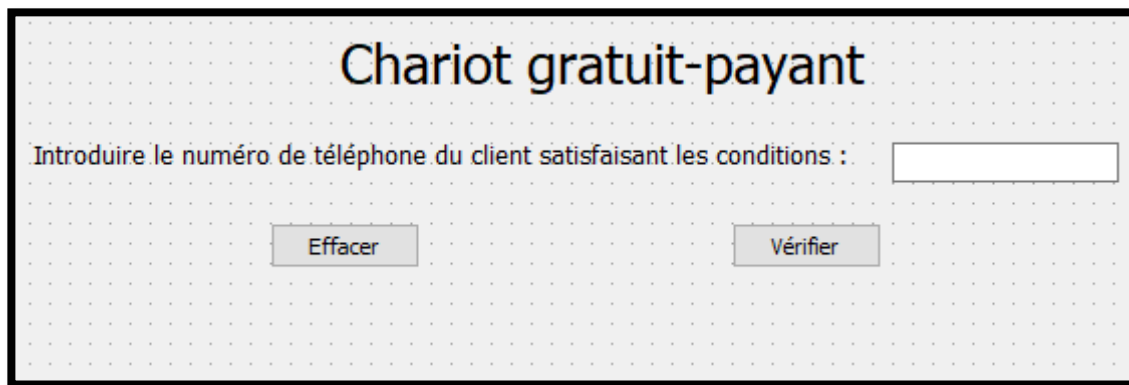 Chariot gratuit-payant
Introduire le numéro de téléphone du client satisfaisant les conditions :
Effacer
Vérifier